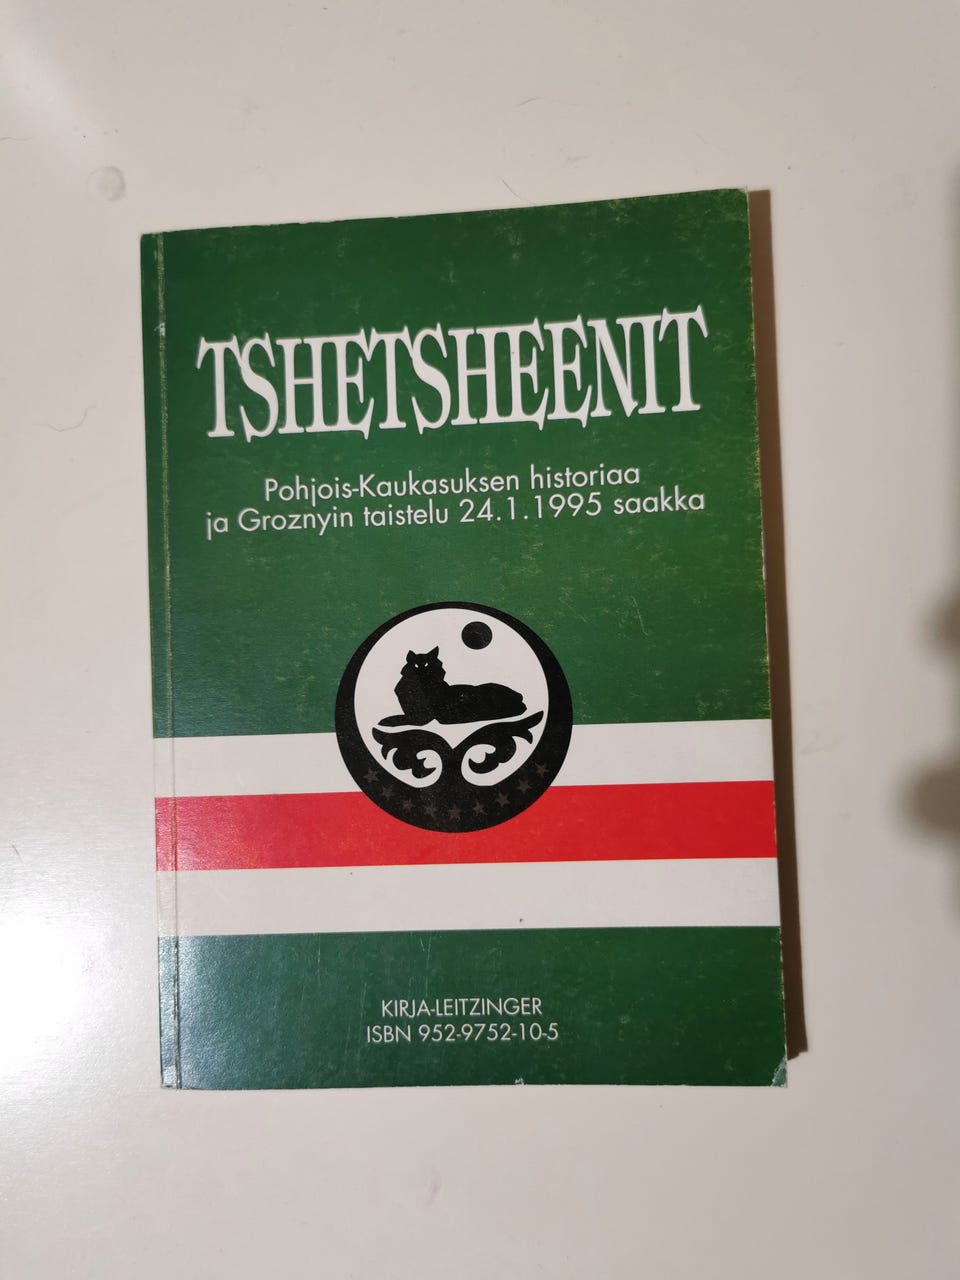 TSHETSHEENIT
Pohjois-Kaukasuksen historiaa
ja Groznyin taistelu 24.1.1995 saakka
KIRJA-LEITZINGER
ISBN 952-9752-10-5